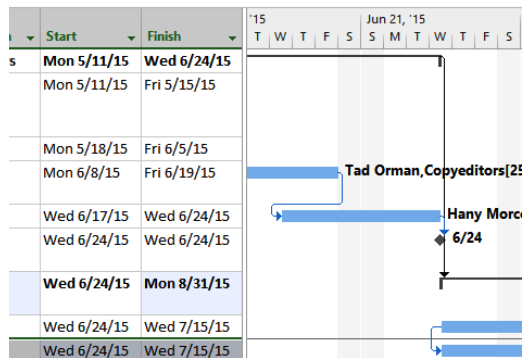 Start Finish '15 Jun 21, '15
T W T F S S M T W T F S
s Mon 5/11/15 Wed 6/24/15
Mon 5/11/15 Fri 5/15/15
Mon 5/18/15 Fri 6/5/15
Mon 6/8/15 Fri 6/19/15 Tad Orman,Copyeditors[25
Wed 6/17/15 Wed 6/24/15 Hany Morc
Wed 6/24/15 Wed 6/24/15 6/24
Wed 6/24/15 Mon 8/31/15
Wed 6/24/15 Wed 7/15/15
Wed 6/24/15 Wed 7/15/15